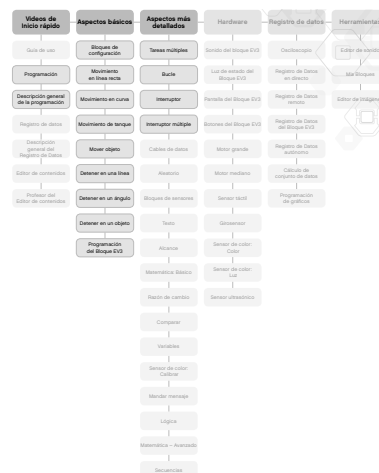 Videos de
Inicio rápido
Guía de uso
Programación
Descripción general
de la programación
Registro de datos
Descripción
general del
Registro de Datos
Editor de contenidos
Profesor del
Editor de contenidos
Aspectos básicos
Bloques de
configuración
Movimiento
en línea recta
Movimiento en curva
Movimiento de tanque
Mover objeto
Detener en una línea
Detener en un ángulo
Detener en un objeto
Programación
del Bloque EV3
Aspectos más
detallados
Tareas múltiples
Bucle
Interruptor
Interruptor múltiple
Cables de datos
Aleatorio
Bloques de sensores
Texto
Alcance
Matemática: Básico
Razón de cambio
Comparar
Variables
Sensor de color:
Calibrar
Mandar mensaje
Lógica
Matemática – Avanzado
Secuencias
Hardware
Sonido del Bloque EV3
Luz de estado del
Bloque EV3
Pantalla del Bloque EV3
Botones del Bloque EV3
Motor grande
Motor mediano
Sensor táctil
Girosensor
Sensor de color:
Color
Sensor de color:
Luz
Sensor ultrasónico
Registro de datos
Osciloscopio
Registro de Datos
en directo
Registro de Datos
remoto
Registro de Datos
del Bloque EV3
Registro de Datos
autónomo
Cálculo de
conjunto de datos
Programación
de gráficos
Herramientas
Editor de sonido
Mis Bloques
Editor de imágenes